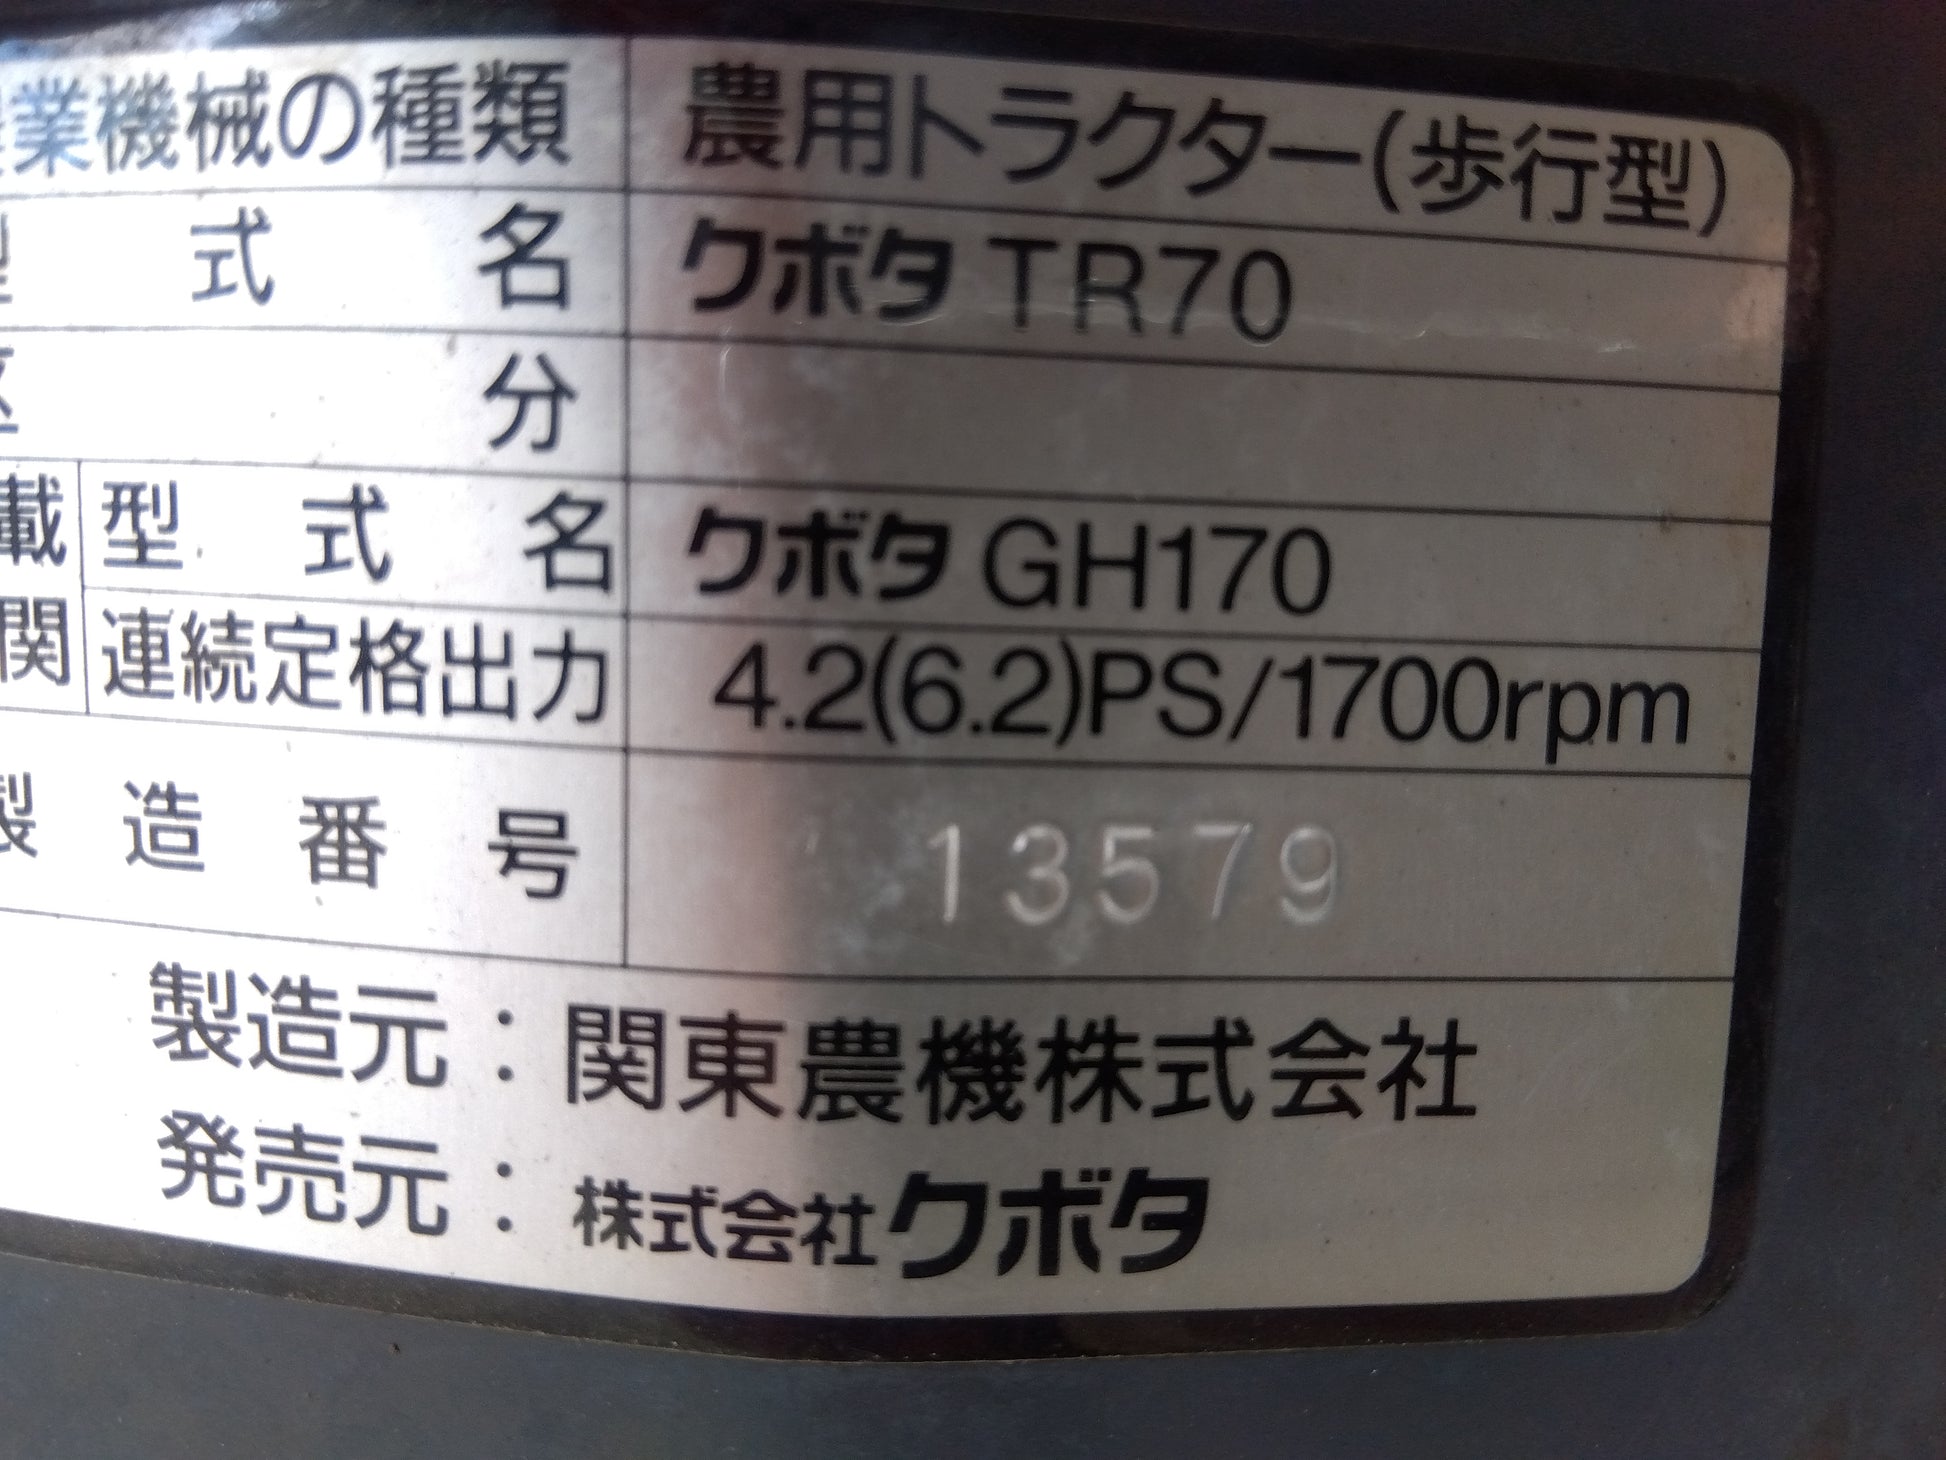 業機械の種類 農用トラクター(歩行型)
型式名 クボタ TR70
区分
載 型式名 クボタ GH170
関 連続定格出力 4.2(6.2)PS/1700rpm
製造番号 13579
製造元：関東農機株式会社
発売元：株式会社クボタ